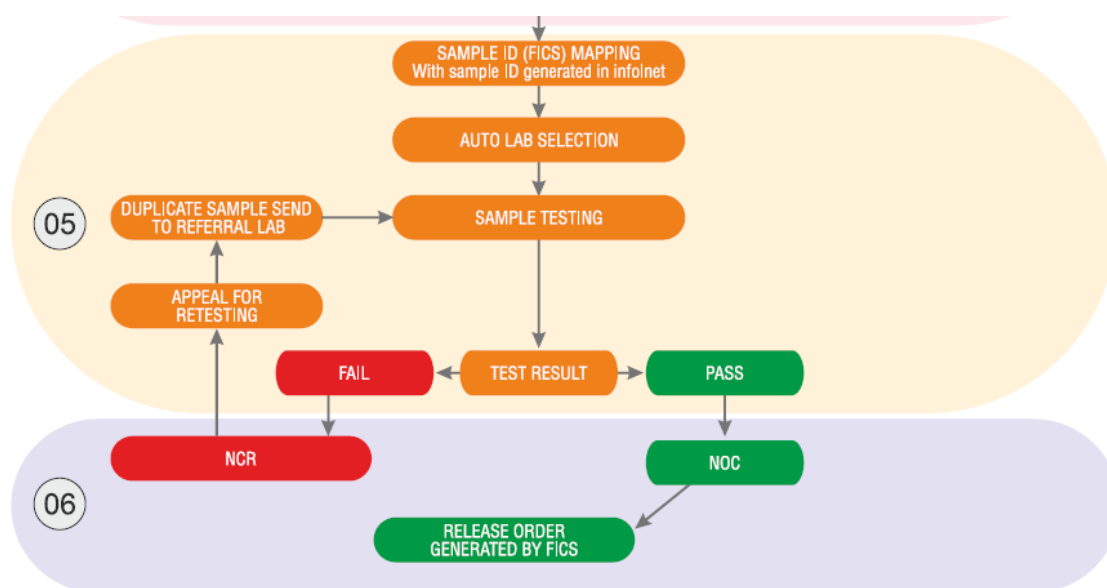 SAMPLE ID (FICS) MAPPING
With sample ID generated in infolnet
AUTO LAB SELECTION
05
DUPLICATE SAMPLE SEND
TO REFERRAL LAB
SAMPLE TESTING
APPEAL FOR
RETESTING
FAIL
TEST RESULT
PASS
NCR
NOC
06
RELEASE ORDER
GENERATED BY FICS